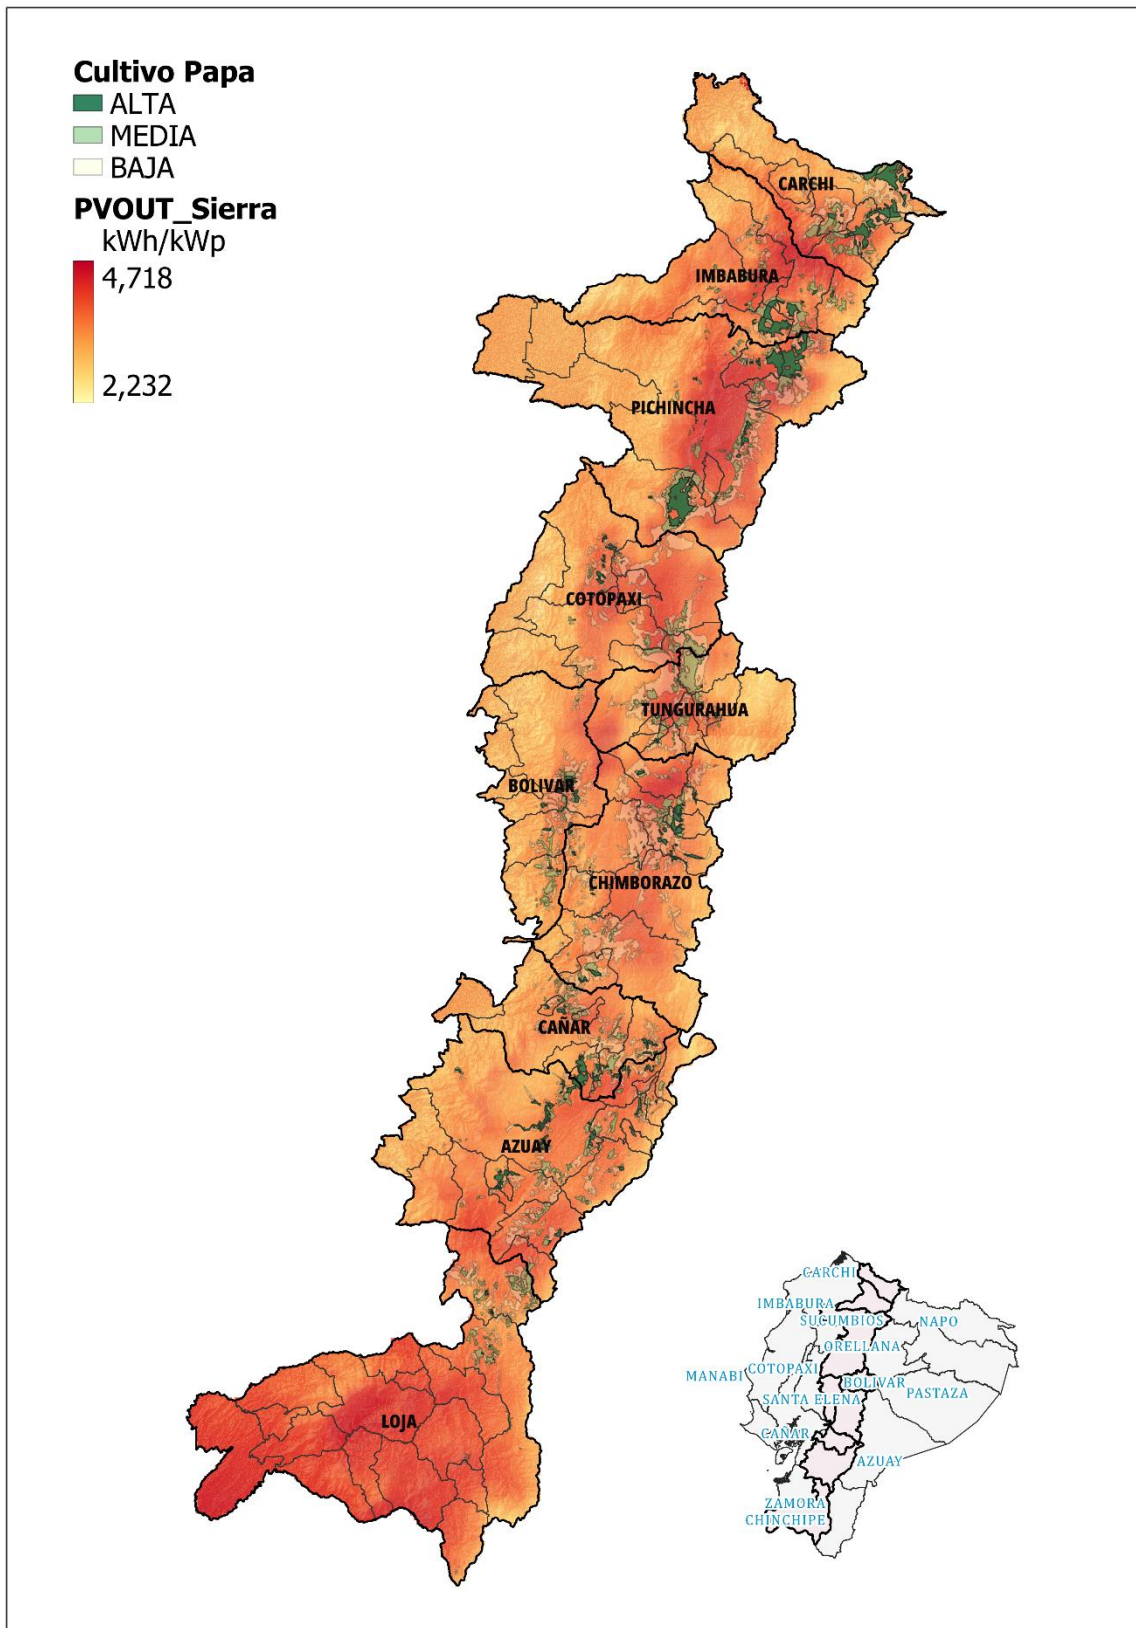 Cultivo Papa
ALTA
MEDIA
BAJA
PVOUT_Sierra
kWh/kWp
4,718
2,232
CARCHI
IMBABURA
PICHINCHA
COTOPAXI
TUNGURAHUA
BOLIVAR
CHIMBORAZO
CAÑAR
AZUAY
LOJA
CARCHI
IMBABURA
SUCUMBIOS
NAPO
ORELLANA
COTOPAXI
MANABI
BOLIVAR
PASTAZA
SANTA ELENA
CAÑAR
AZUAY
ZAMORA
CHINCHIPE